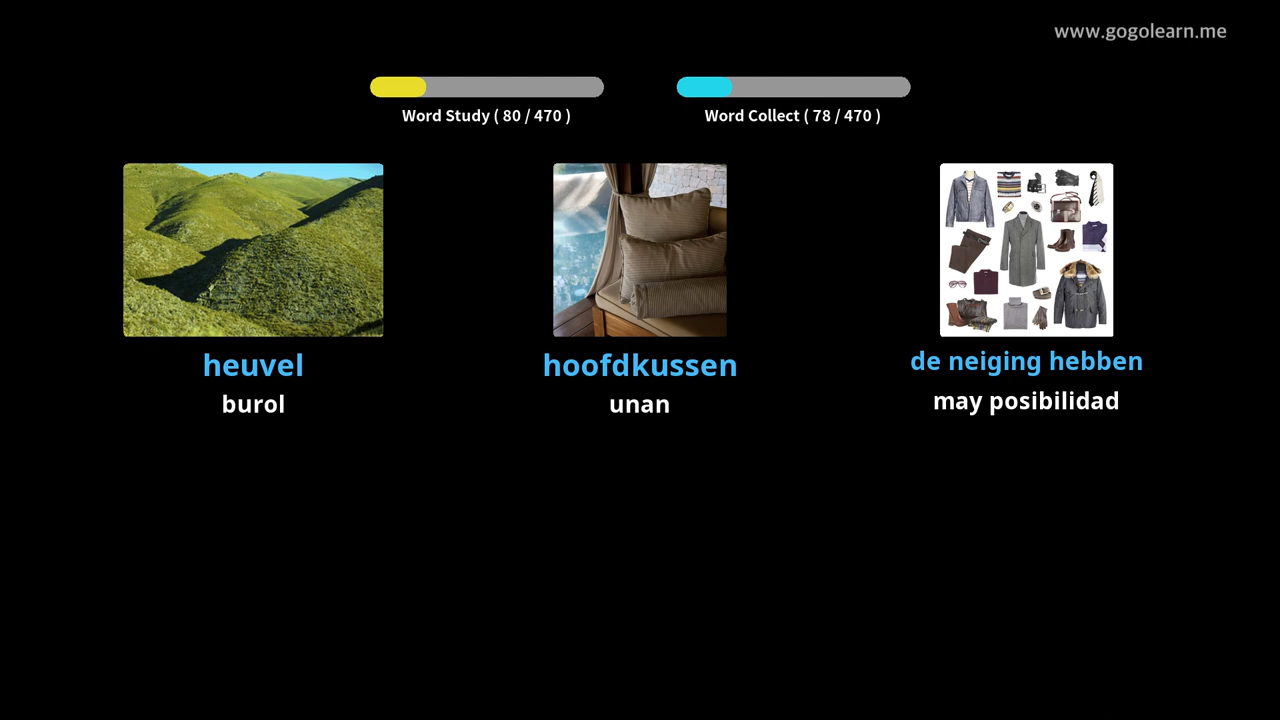 www.gogolearn.me
Word Study ( 80 / 470 )
Word Collect ( 78 / 470 )
heuvel
burol
hoofdkussen
unan
de neiging hebben
may posibilidad